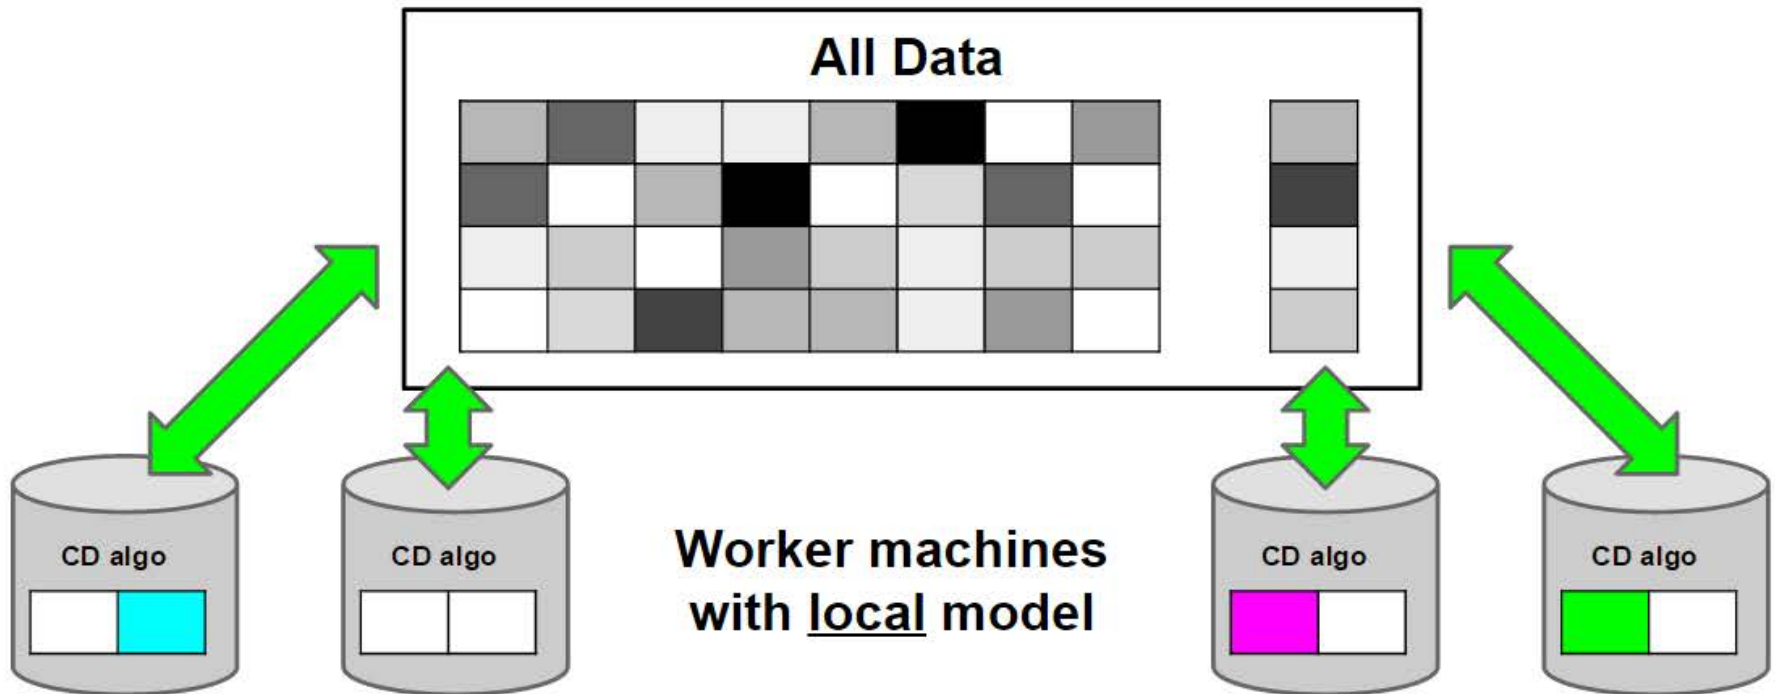 All Data
CD algo
CD algo
Worker machines
with local model
CD algo
CD algo